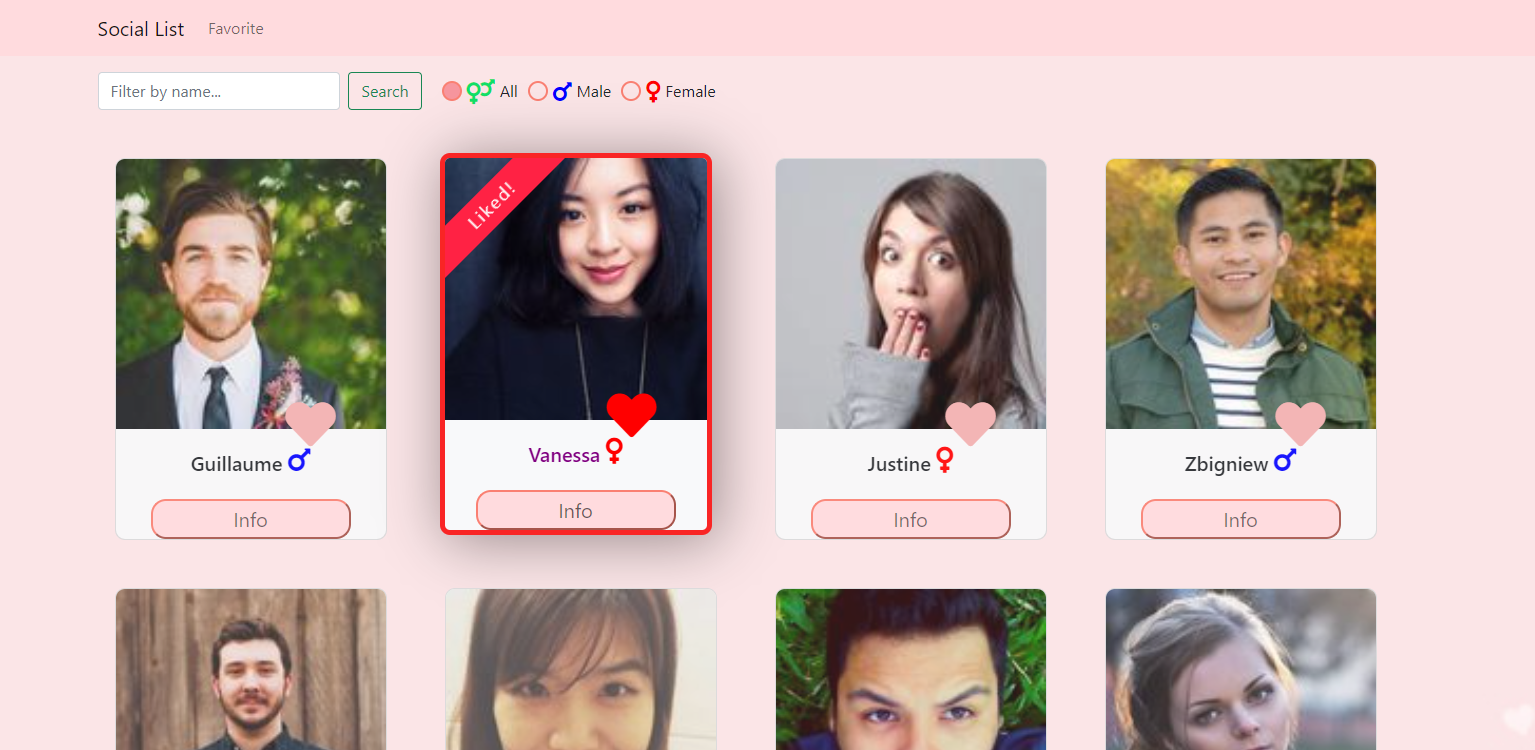 Social List Favorite
Filter by name... Search All Male Female
Liked!
Guillaume Vanessa Justine Zbigniew
Info Info Info Info